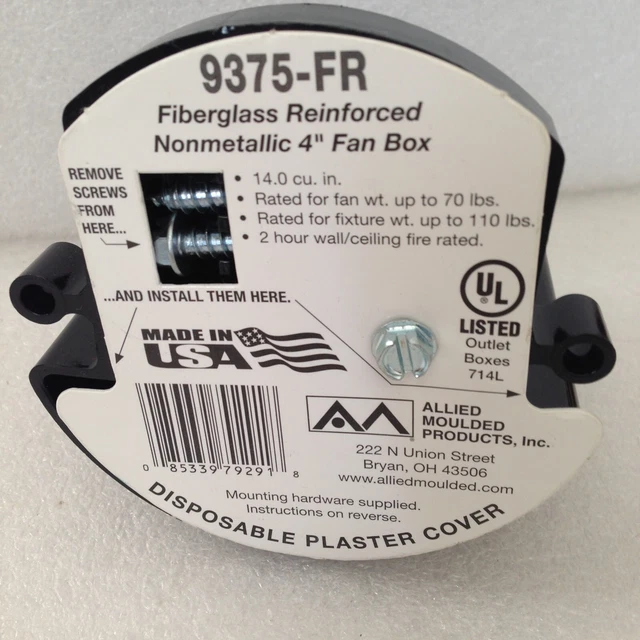 9375-FR
Fiberglass Reinforced
Nonmetallic 4" Fan Box
REMOVE
SCREWS
FROM
HERE...
• 14.0 cu. in.
• Rated for fan wt. up to 70 lbs.
• Rated for fixture wt. up to 110 lbs.
• 2 hour wall/ceiling fire rated.
...AND INSTALL THEM HERE.
UL
LISTED
Outlet
Boxes
714L
MADE IN
USA
ALLIED
MOULDED
PRODUCTS, Inc.
222 N Union Street
Bryan, OH 43506
www.alliedmoulded.com
0 85339 79291 8
Mounting hardware supplied.
Instructions on reverse.
DISPOSABLE PLASTER COVER